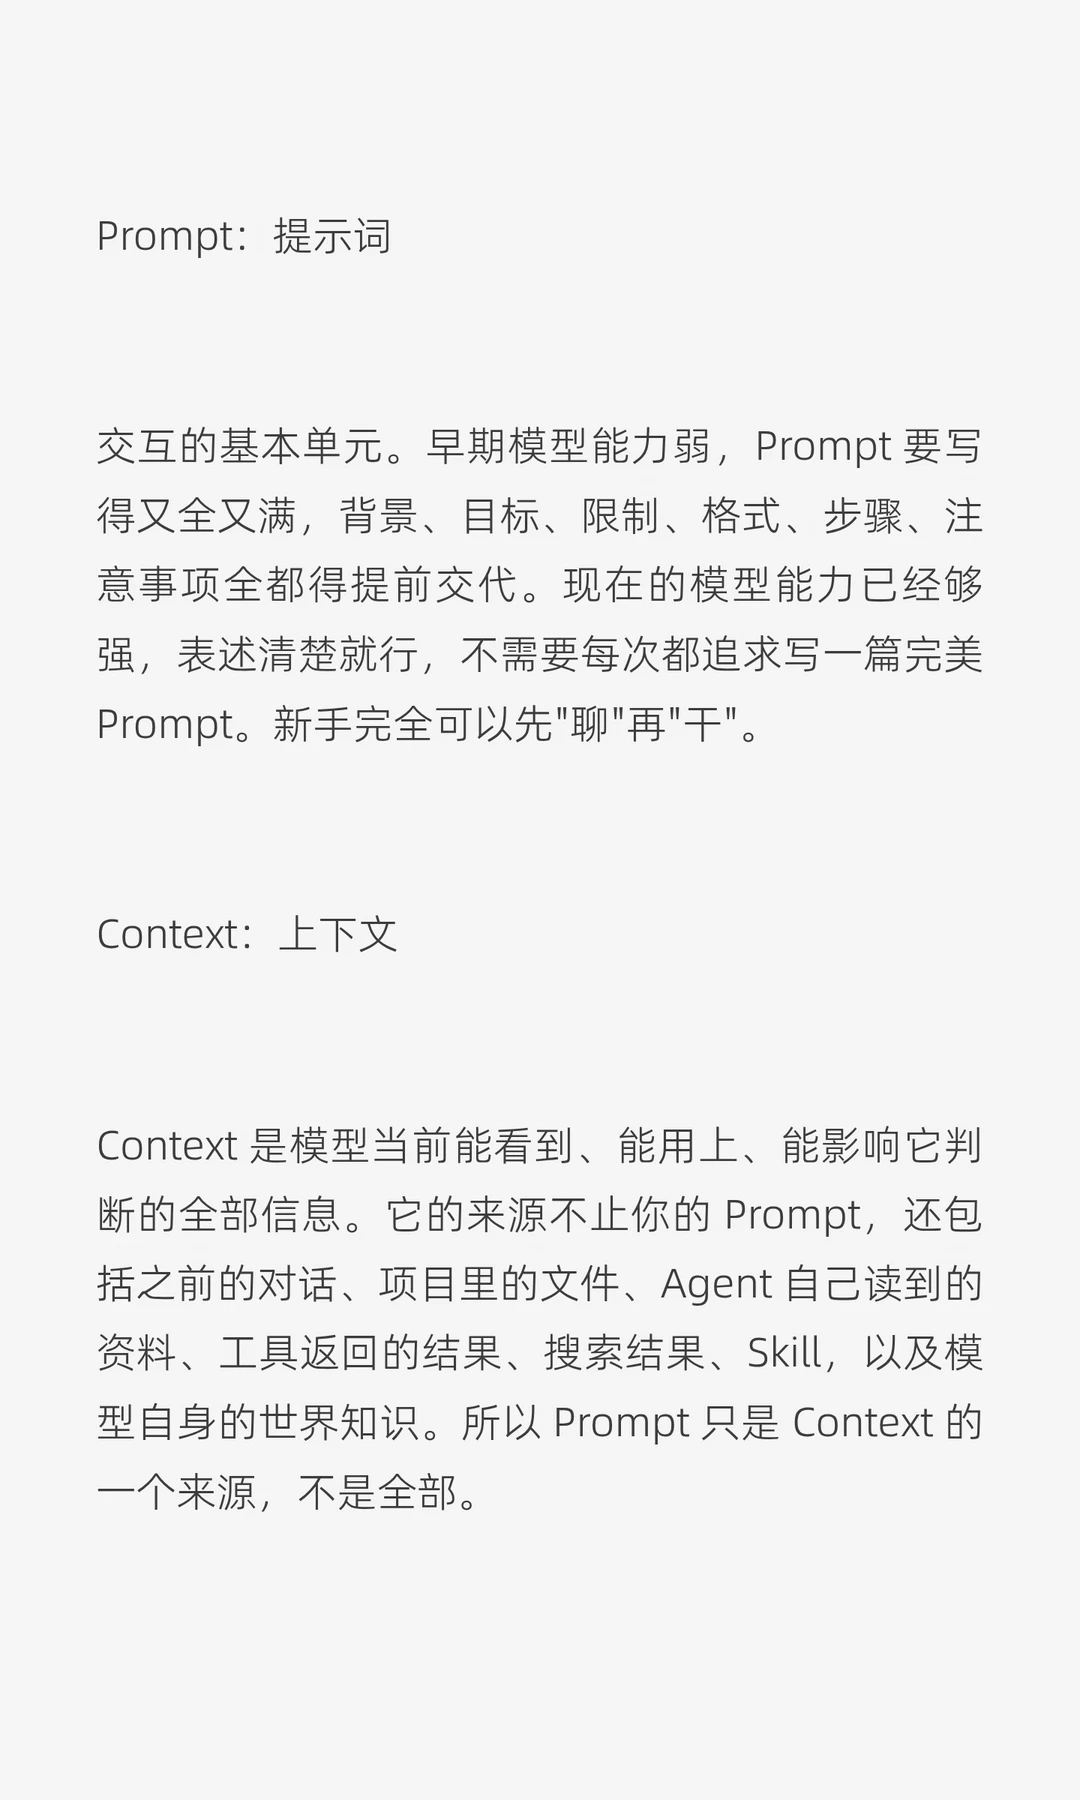 Prompt：提示词
交互的基本单元。早期模型能力弱，Prompt 要写
得又全又满，背景、目标、限制、格式、步骤、注
意事项全都得提前交代。现在的模型能力已经够
强，表述清楚就行，不需要每次都追求写一篇完美
Prompt。新手完全可以先"聊"再"干"。
Context：上下文
Context 是模型当前能看到、能用上、能影响它判
断的全部信息。它的来源不止你的 Prompt，还包
括之前的对话、项目里的文件、Agent 自己读到的
资料、工具返回的结果、搜索结果、Skill，以及模
型自身的世界知识。所以 Prompt 只是 Context 的
一个来源，不是全部。